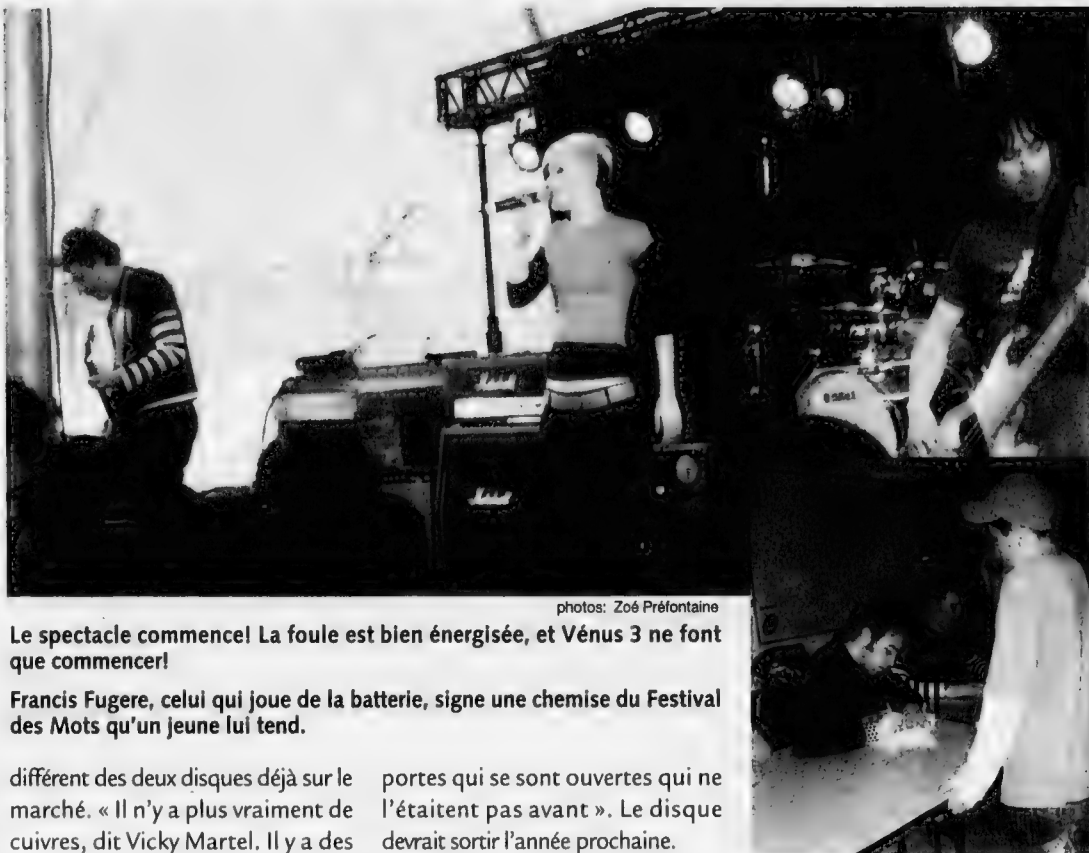 photos: Zoé Préfontaine
Le spectacle commence! La foule est bien énergisée, et Vénus 3 ne font
que commencer!
Francis Fugere, celui qui joue de la batterie, signe une chemise du Festival
des Mots qu'un jeune lui tend.
différent des deux disques déjà sur le
marché. « Il n'y a plus vraiment de
cuivres, dit Vicky Martel. Il y a des
portes qui se sont ouvertes qui ne
l'étaitent pas avant ». Le disque
devrait sortir l'année prochaine.